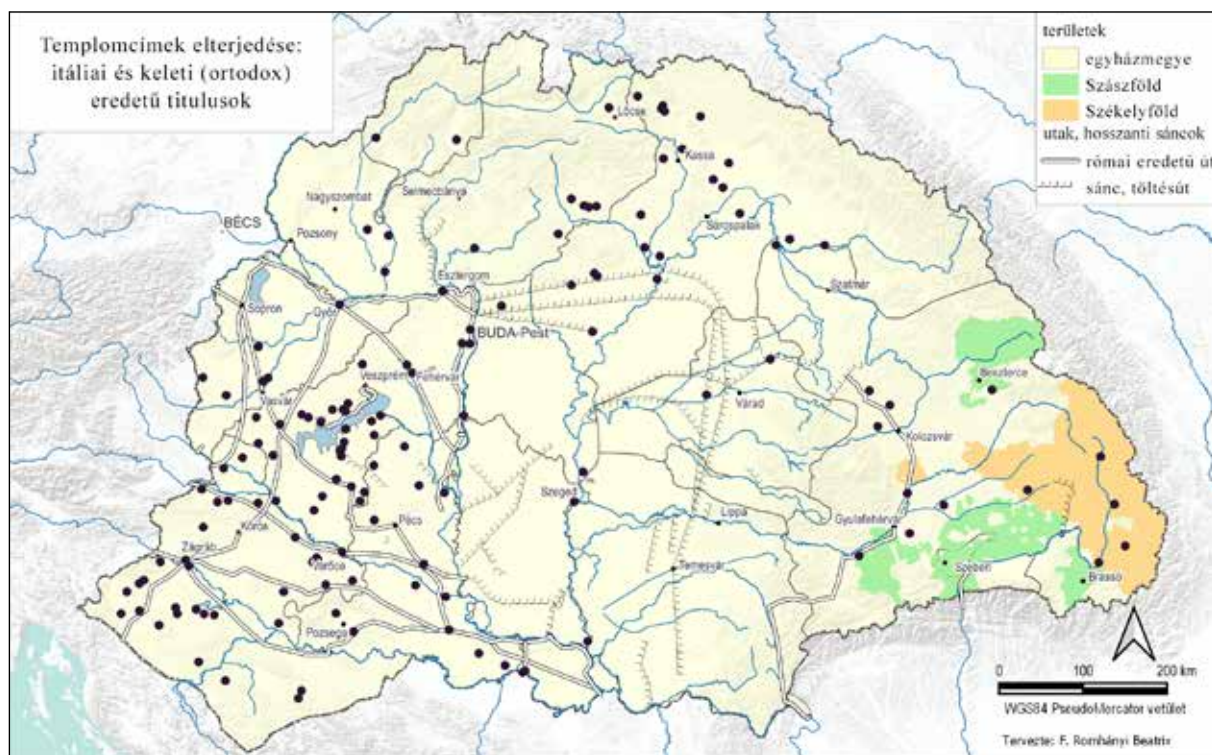 Templomcímek elterjedése:
itáliai és keleti (ortodox)
eredetű titulusok
területek
egyházmegye
Szászföld
Székelyföld
utak, hosszanti sáncok
római eredetű út
sánc, töltésút
Lőcse
Kassa
Nagyszombat
Selmecbánya
BÉCS
Pozsony
Sárospatak
Esztergom
Szatmár
Sopron
Győr
BUDA-Pest
Beszterce
Veszprém
Fehérvár
Vasvár
Várad
Kolozsvár
Szeged
Pécs
Lippa
Gyulafehérvár
Kőrös
Zágráb
Verőce
Temesvár
Szeben
Brassó
Pozsega
0 100 200 km
WGS84 PseudoMercator vetület
Tervezte: F. Romhányi Beatrix